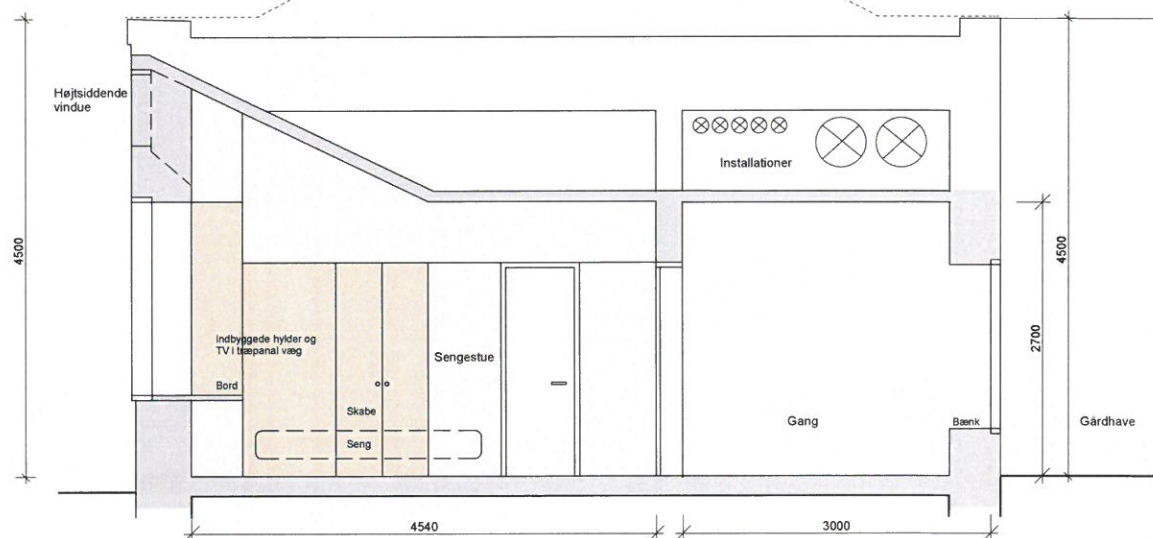 Højtsiddende
vindue
Installationer
4500
4500
2700
Indbyggede hylder og
TV i træpanal væg
Sengestue
Bord
Skabe
Seng
Gang
Bænk
Gårdhave
4540
3000